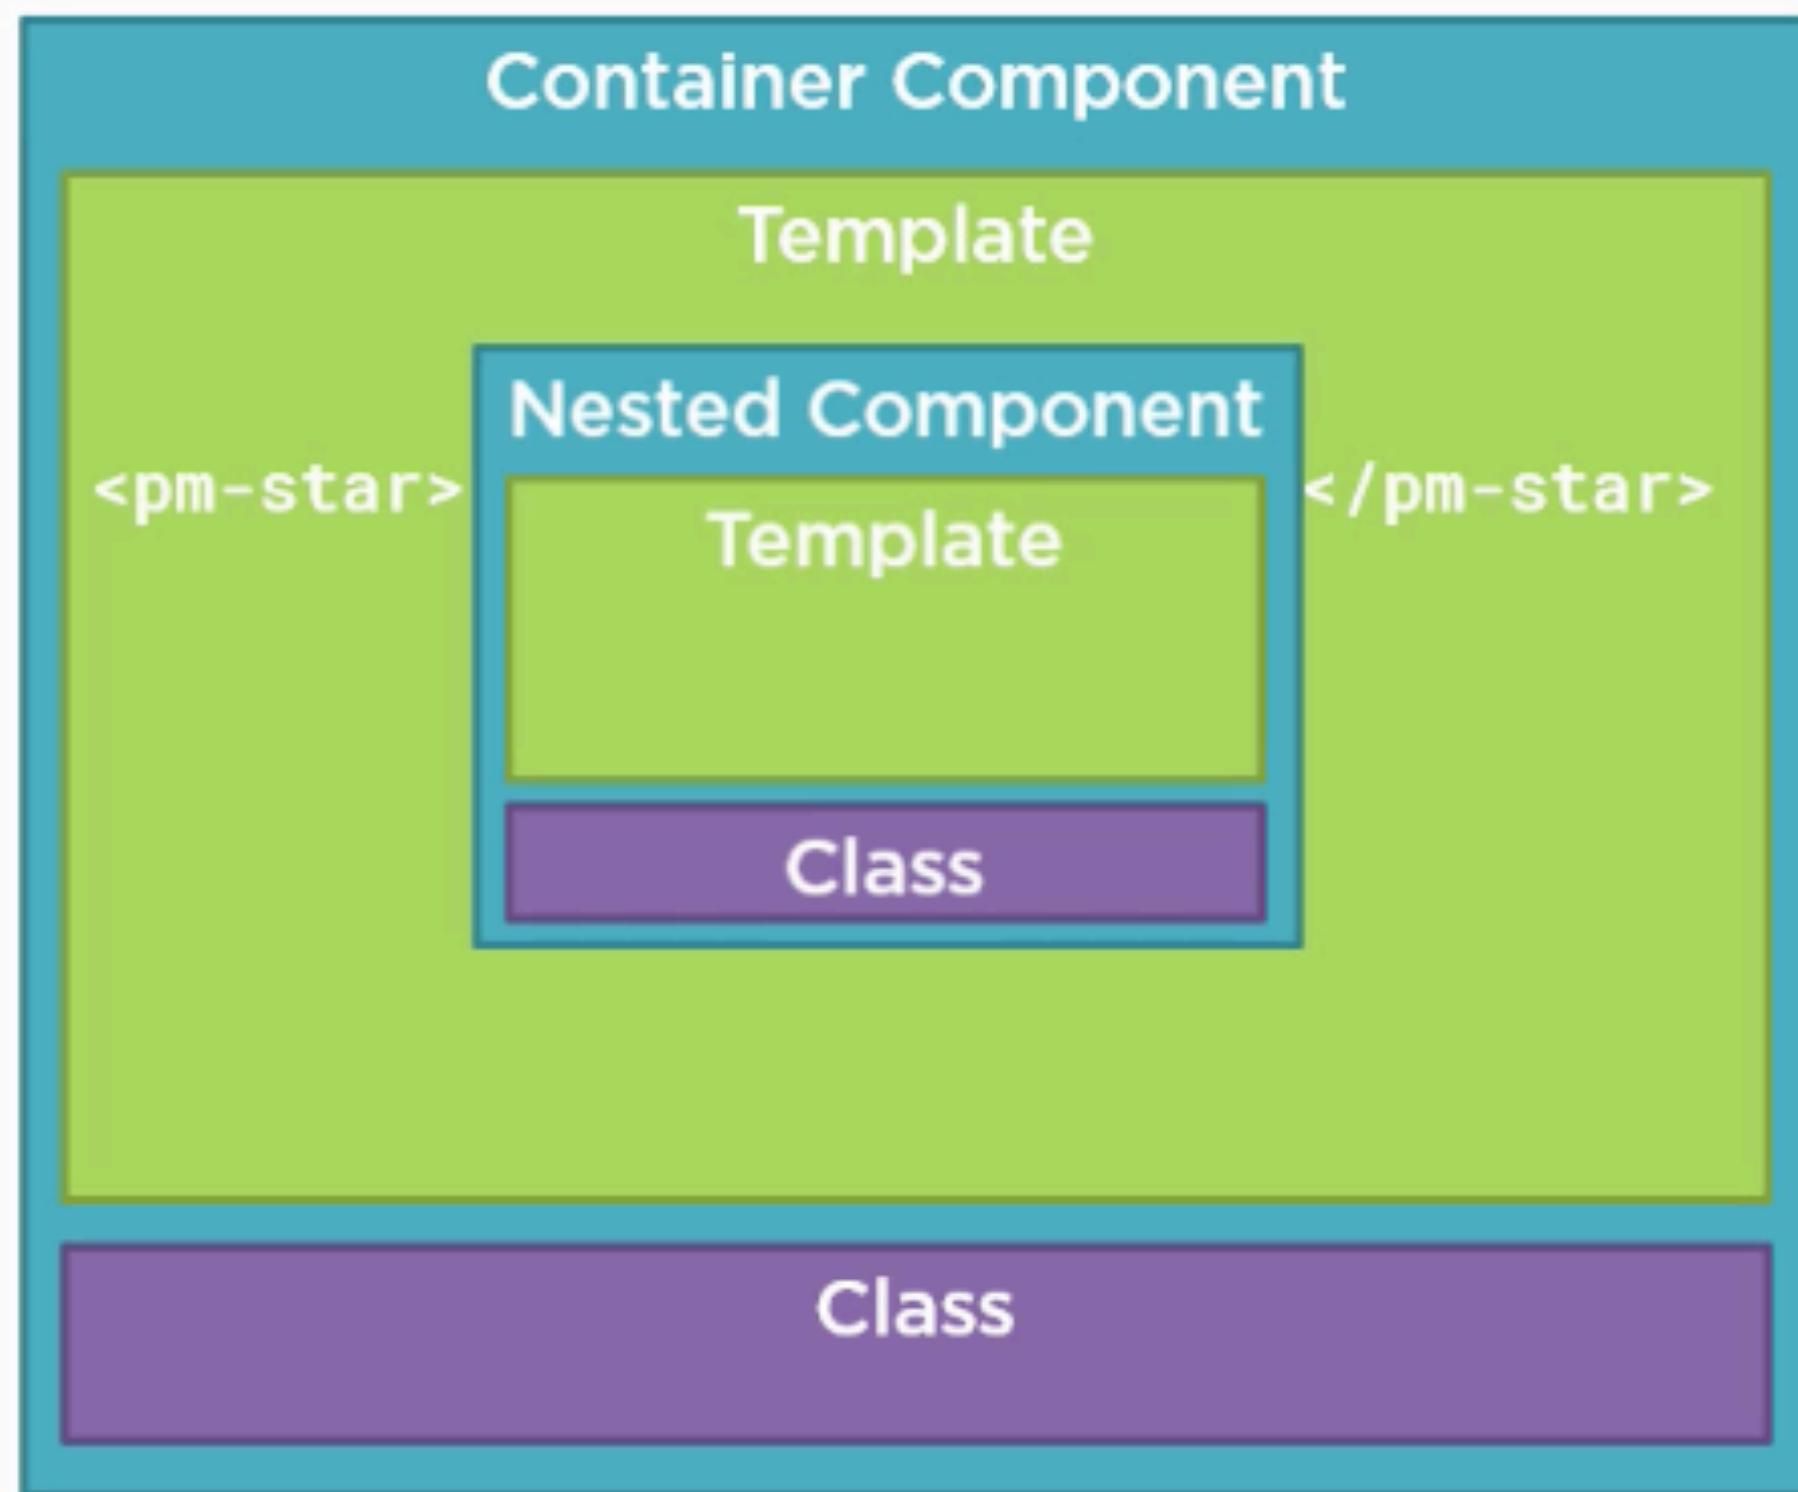 Container Component
Template
Nested Component
<pm-star>
</pm-star>
Template
Class
Class